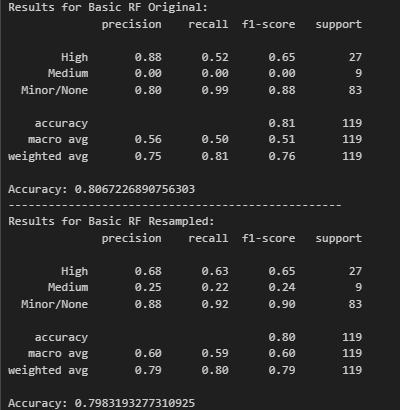 Results for Basic RF Original:
precision recall f1-score support
High 0.88 0.52 0.65 27
Medium 0.00 0.00 0.00 9
Minor/None 0.80 0.99 0.88 83
accuracy 0.81 119
macro avg 0.56 0.50 0.51 119
weighted avg 0.75 0.81 0.76 119
Accuracy: 0.8067226890756303
--------------------------------------------------
Results for Basic RF Resampled:
precision recall f1-score support
High 0.68 0.63 0.65 27
Medium 0.25 0.22 0.24 9
Minor/None 0.88 0.92 0.90 83
accuracy 0.80 119
macro avg 0.60 0.59 0.60 119
weighted avg 0.79 0.80 0.79 119
Accuracy: 0.7983193277310925